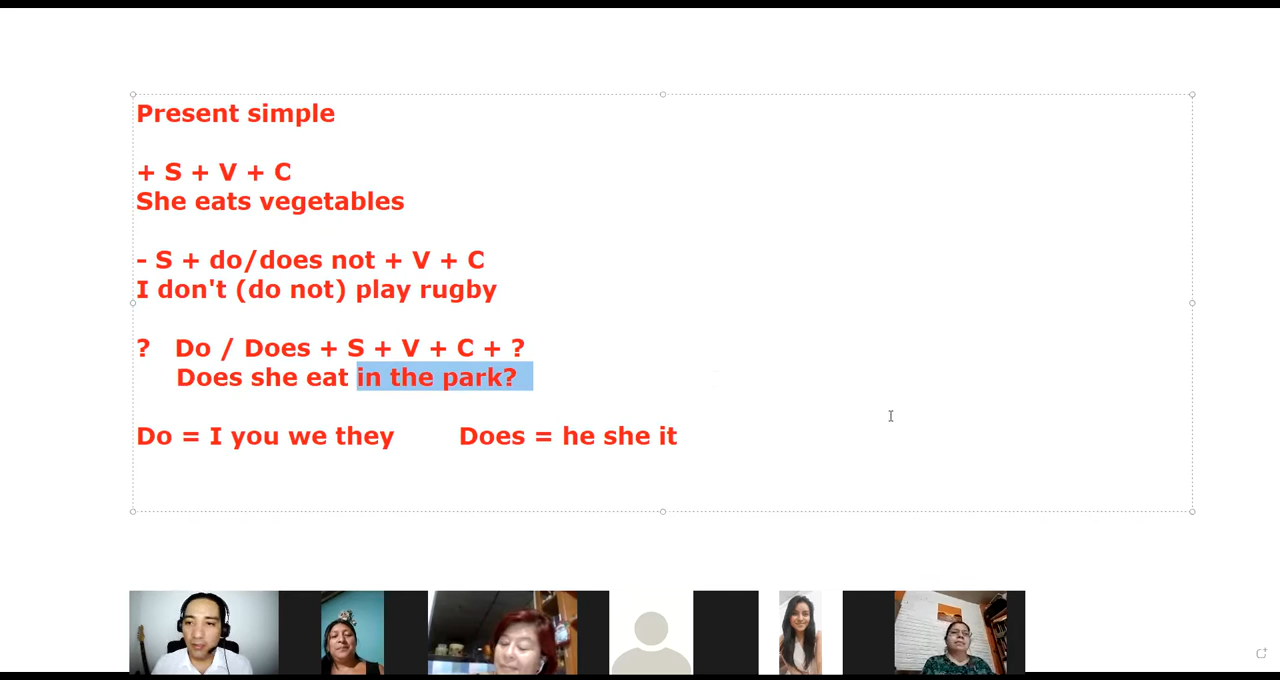 Present simple
+ S + V + C
She eats vegetables
- S + do/does not + V + C
I don't (do not) play rugby
?   Do / Does + S + V + C + ?
Does she eat in the park?
Do = I you we they        Does = he she it